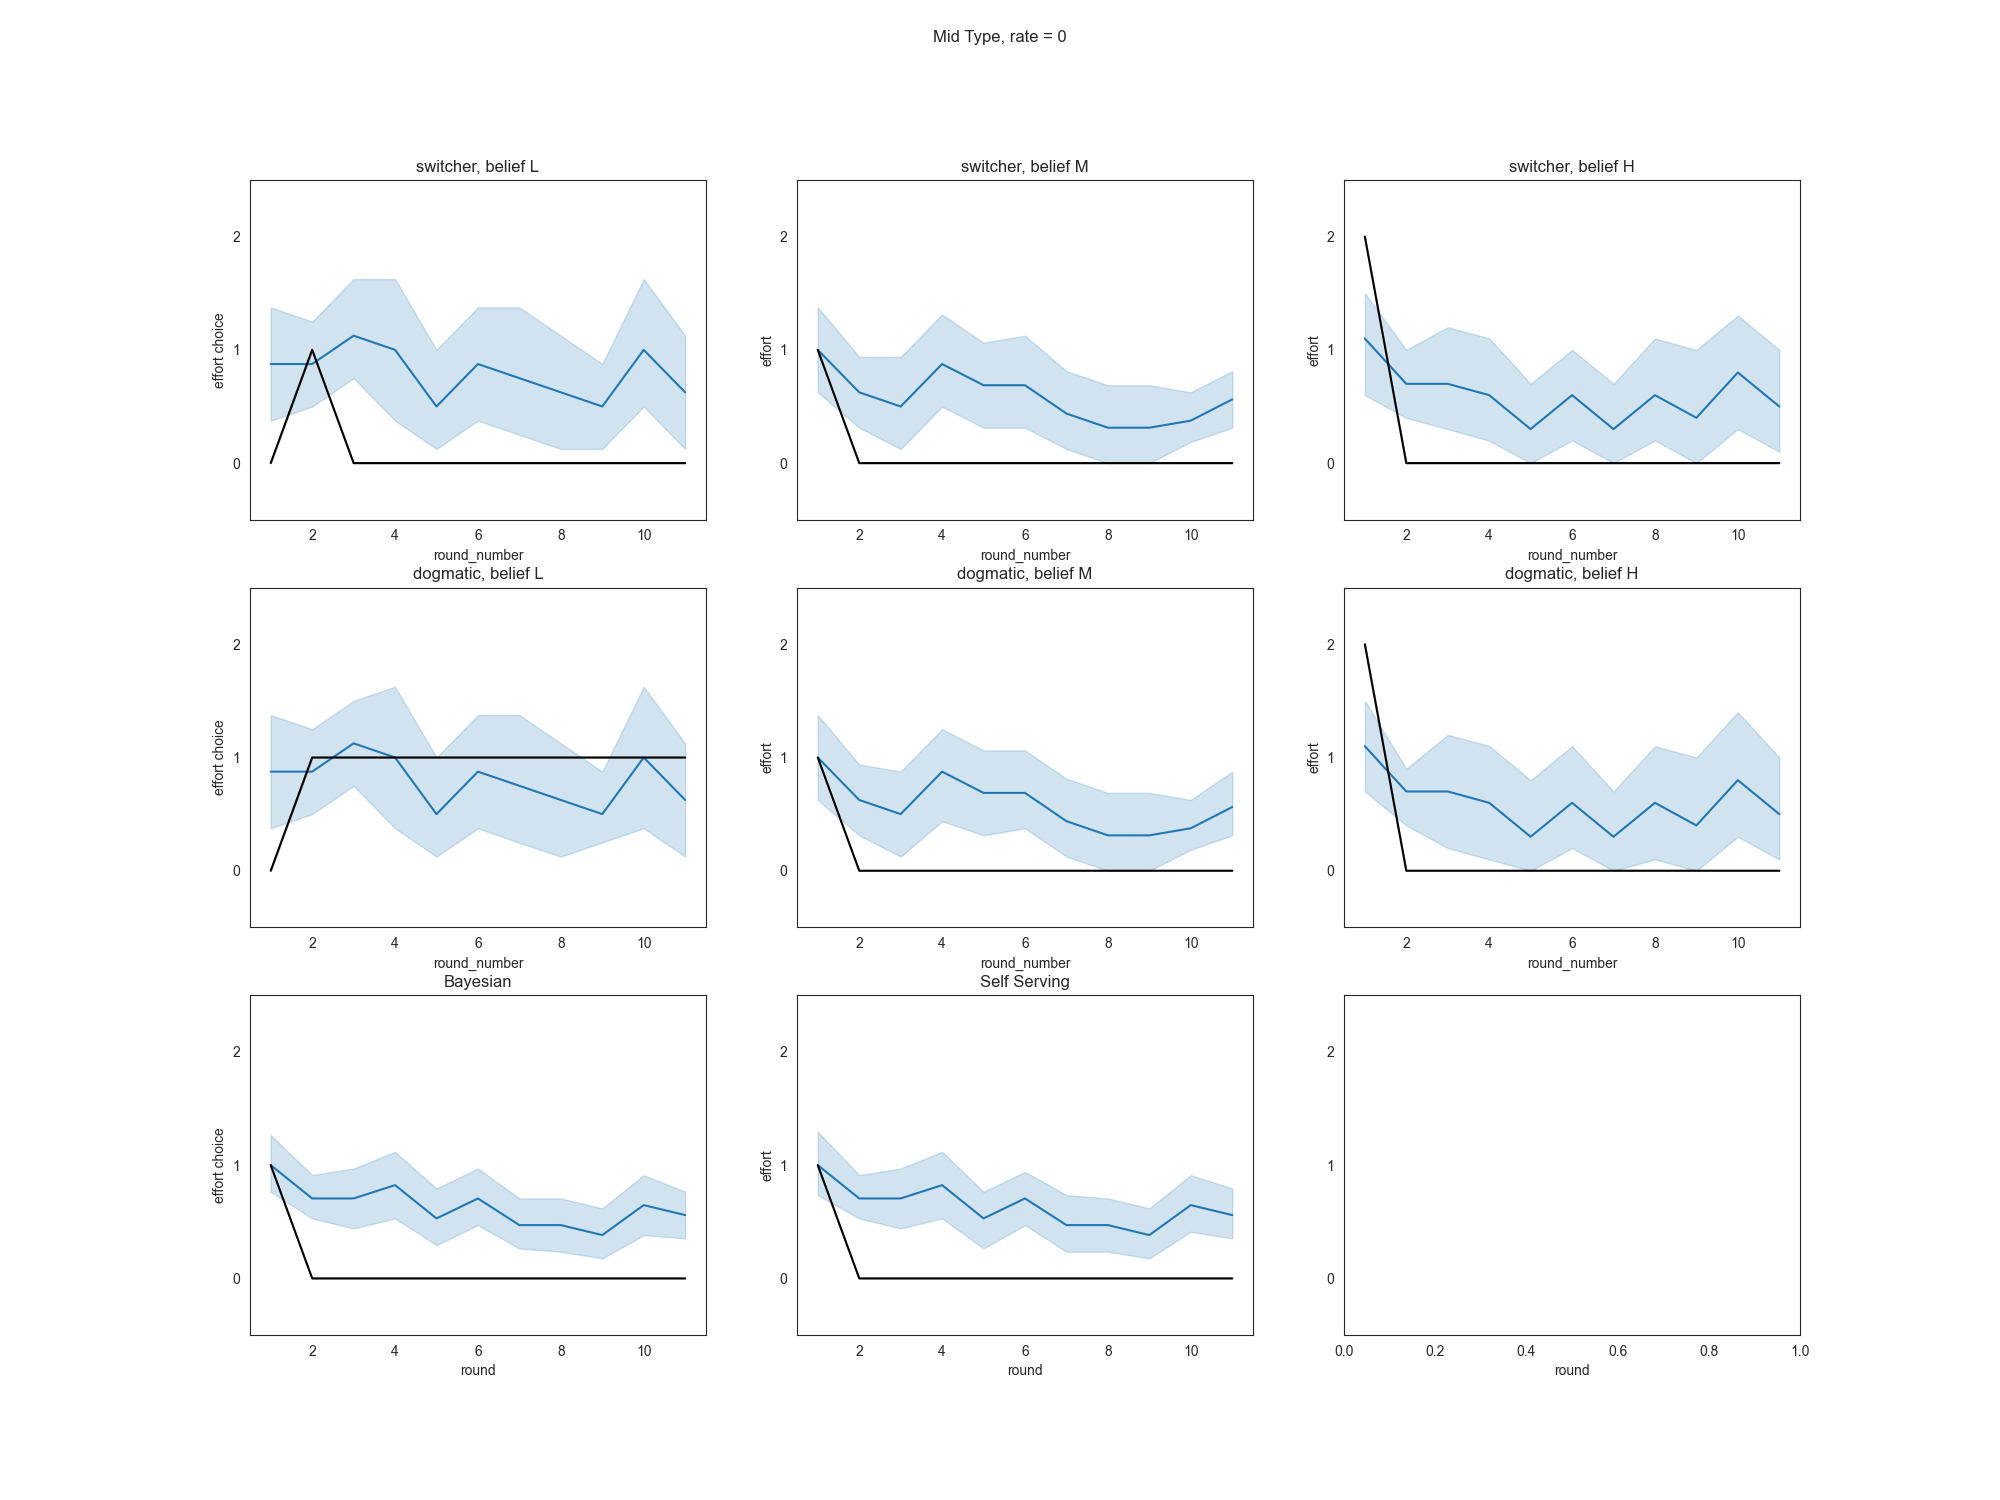 Mid Type, rate = 0
switcher, belief L
switcher, belief M
switcher, belief H
2
1
0
effort choice
2 4 6 8 10
round_number
2
1
0
effort
2 4 6 8 10
round_number
2
1
0
effort
2 4 6 8 10
round_number
dogmatic, belief L
dogmatic, belief M
dogmatic, belief H
2
1
0
effort choice
2 4 6 8 10
round_number
2
1
0
effort
2 4 6 8 10
round_number
2
1
0
effort
2 4 6 8 10
round_number
Bayesian
Self Serving
2
1
0
effort choice
2 4 6 8 10
round
2
1
0
effort
2 4 6 8 10
round
2
1
0
0.0 0.2 0.4 0.6 0.8 1.0
round